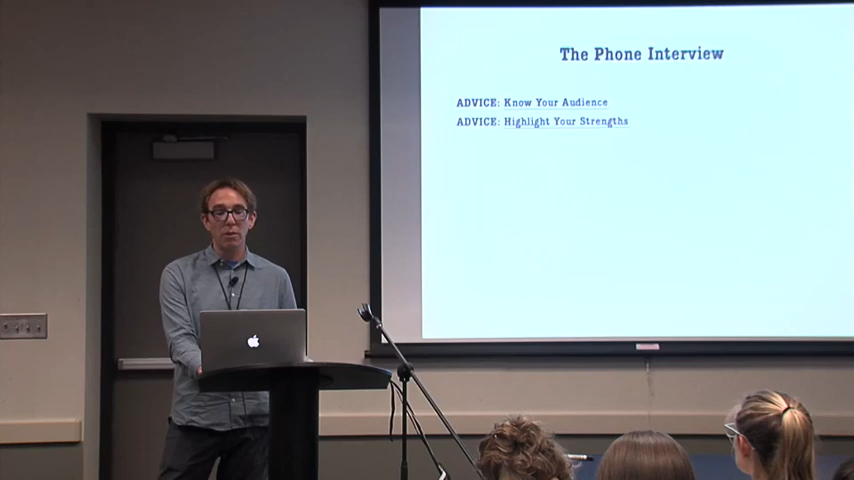 The Phone Interview
ADVICE: Know Your Audience
ADVICE: Highlight Your Strengths